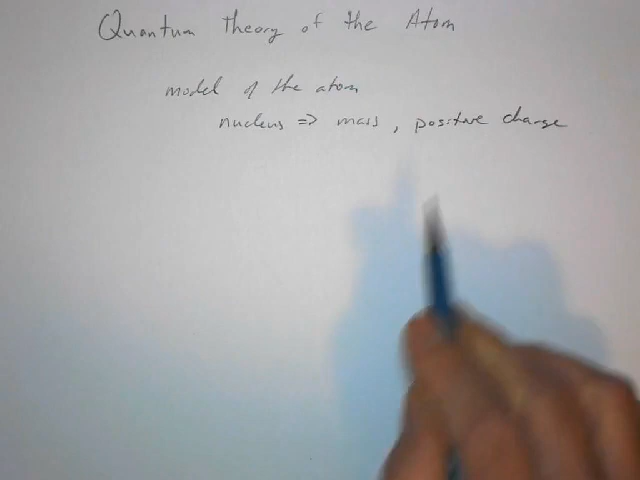 Quantum Theory of the Atom
model of the atom
nucleus => mass, positive charge